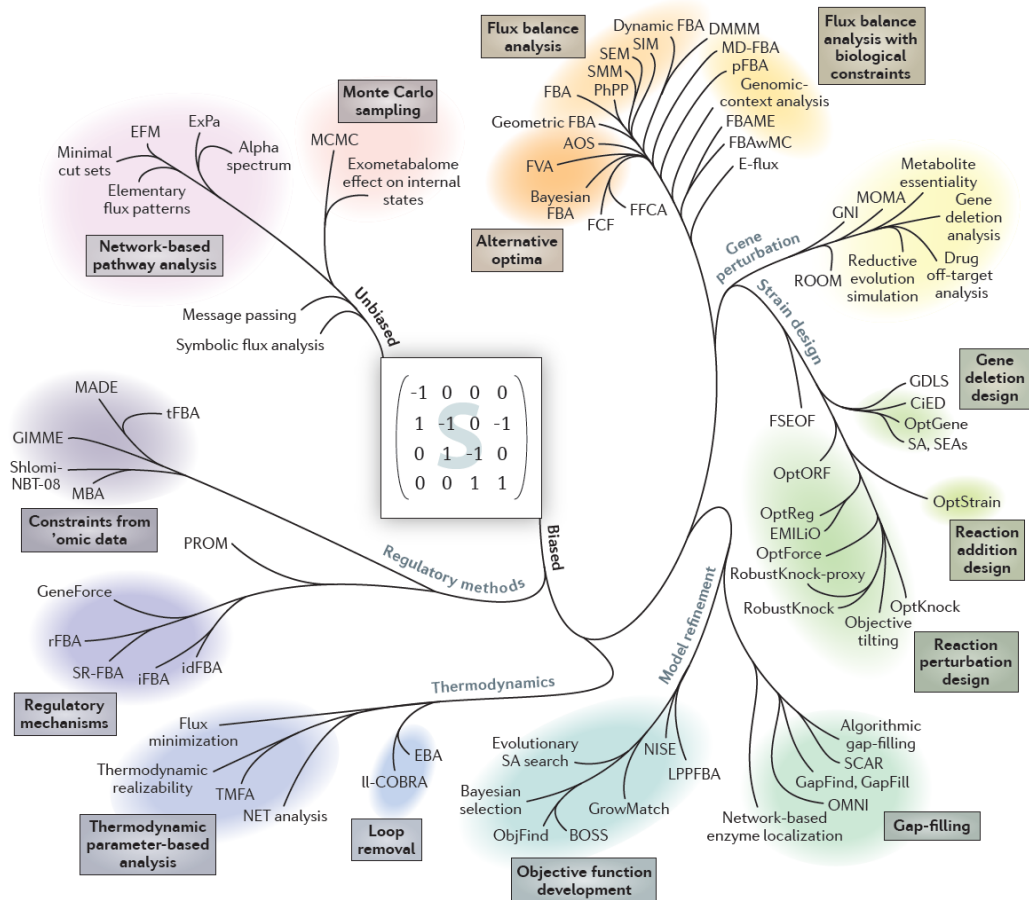 Flux balance
analysis
Dynamic FBA
SIM
SEM
SMM
PhPP
FBA
Geometric FBA
AOS
FVA
Bayesian
FBA
FCF
FFCA
Alternative
optima
DMMM
MD-FBA
pFBA
Genomic-
context analysis
FBAME
FBAwMC
E-flux
Flux balance
analysis with
biological
constraints
Monte Carlo
sampling
MCMC
Exometabalome
effect on internal
states
ExPa
EFM
Alpha
spectrum
Minimal
cut sets
Elementary
flux patterns
Network-based
pathway analysis
Message passing
Symbolic flux analysis
Unbiased
Gene
perturbation
GNI
MOMA
Metabolite
essentiality
Gene
deletion
analysis
ROOM
Reductive
evolution
simulation
Drug
off-target
analysis
Strain design
FSEOF
GDLS
CiED
OptGene
SA, SEAs
Gene
deletion
design
OptORF
OptStrain
Reaction
addition
design
OptReg
EMILiO
OptForce
RobustKnock-proxy
RobustKnock
OptKnock
Objective
tilting
Reaction
perturbation
design
S
-1 0 0 0
1 -1 0 -1
0 1 -1 0
0 0 1 1
MADE
tFBA
GIMME
Shlomi-
NBT-08
MBA
Constraints from
'omic data
PROM
Regulatory methods
Biased
GeneForce
rFBA
SR-FBA
iFBA
idFBA
Regulatory
mechanisms
Thermodynamics
Flux
minimization
Thermodynamic
realizability
TMFA
NET analysis
Thermodynamic
parameter-based
analysis
EBA
ll-COBRA
Loop
removal
Model refinement
Evolutionary
SA search
Bayesian
selection
ObjFind
BOSS
GrowMatch
NISE
LPPFBA
Objective function
development
Algorithmic
gap-filling
SCAR
GapFind, GapFill
OMNI
Network-based
enzyme localization
Gap-filling